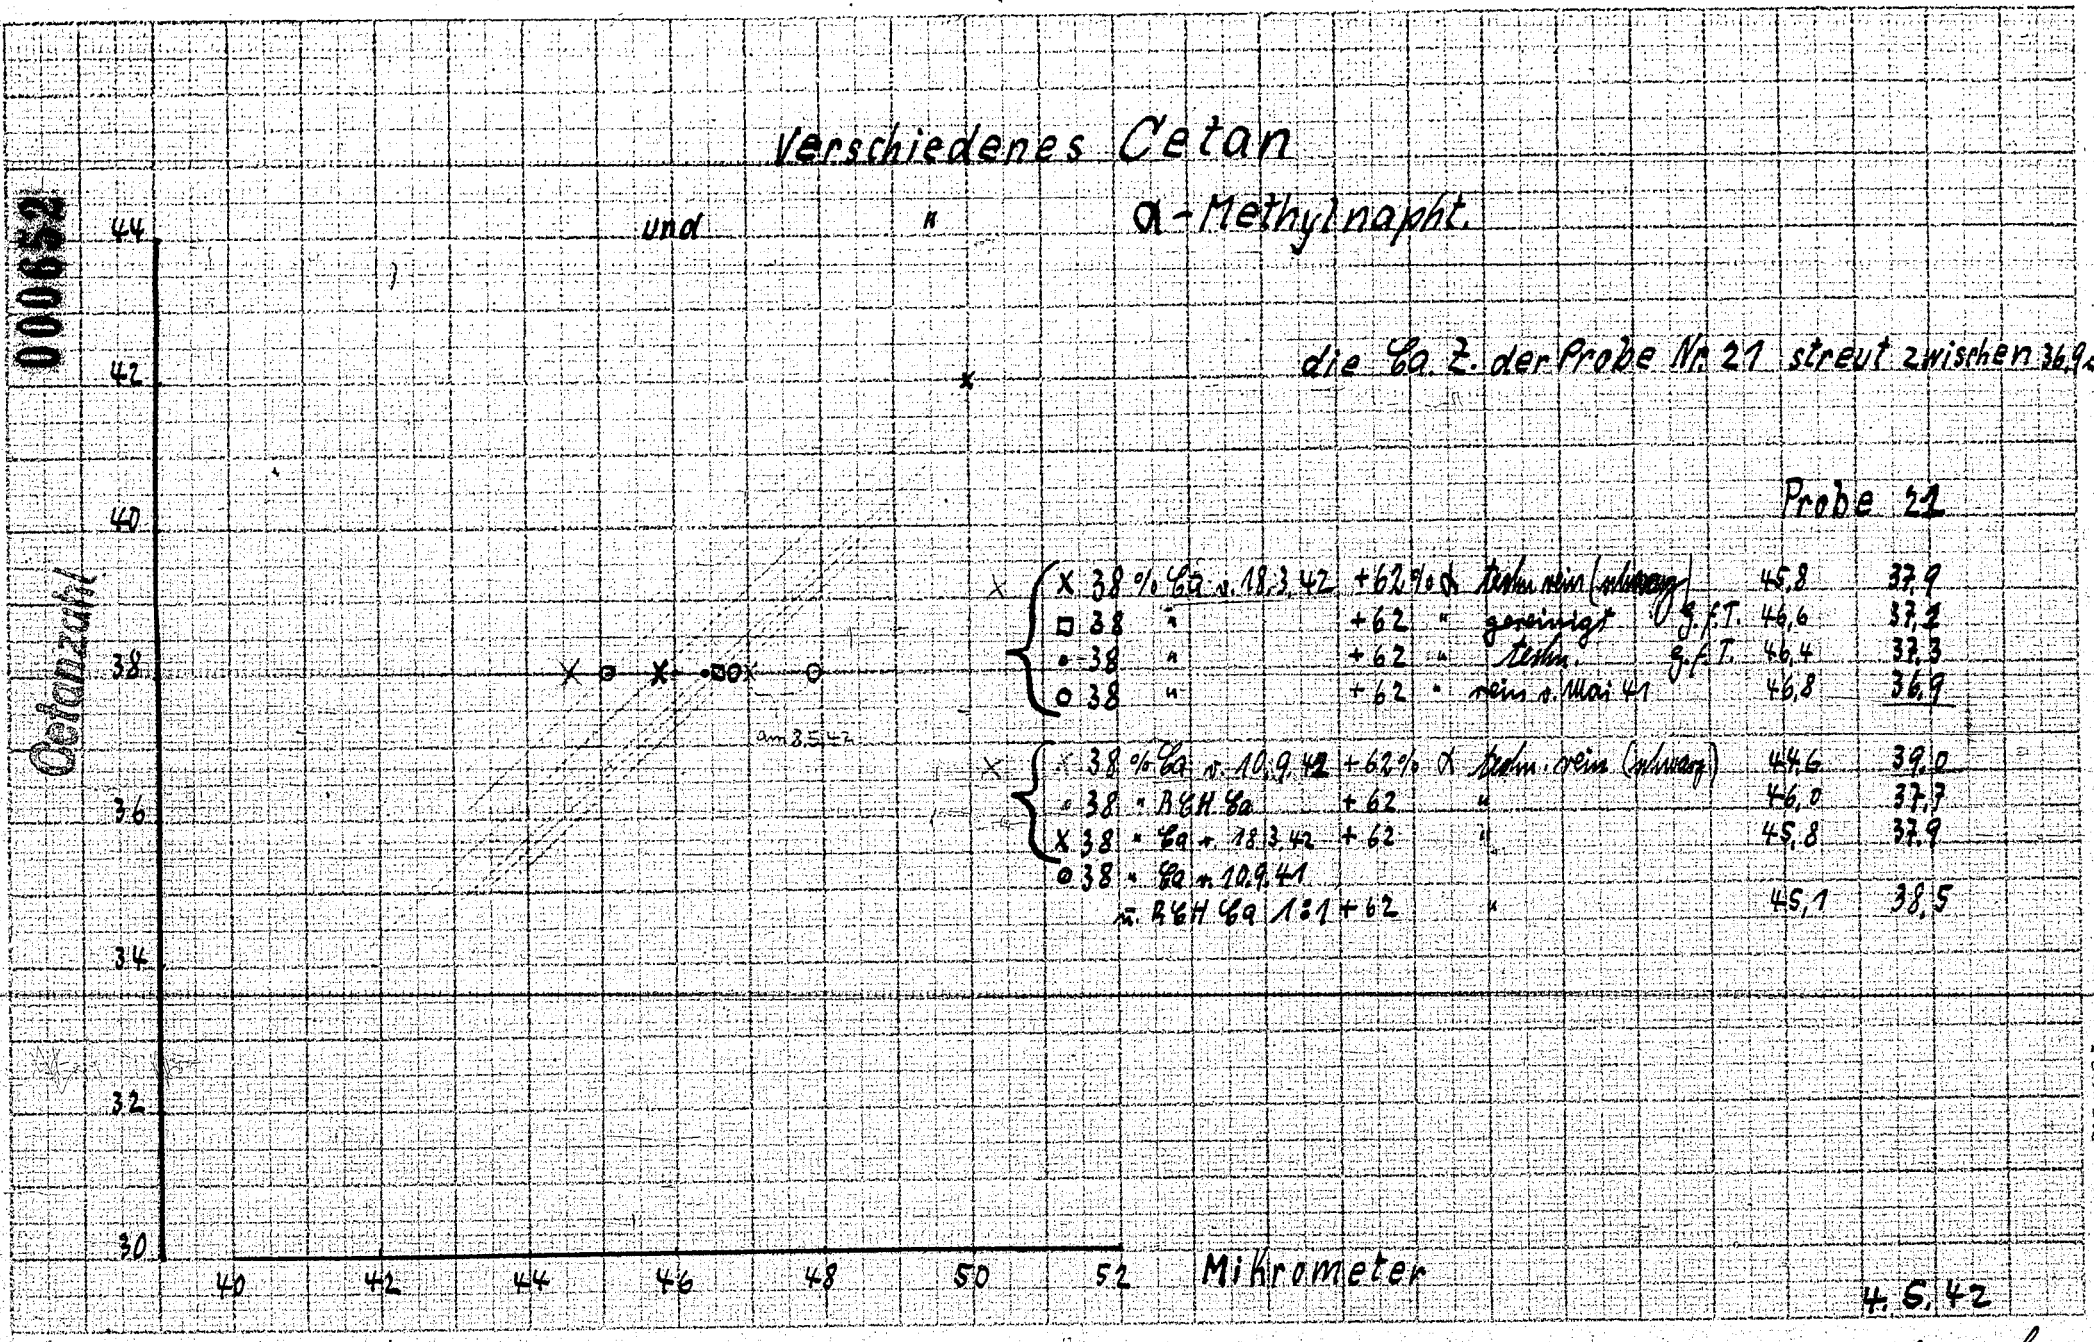 Verschiedenes Cetan
und " α-Methylnapht.
000652
die Ca. Z. der Probe Nr. 21 streut zwischen 36,9
Probe 21
X 38 % Ca v. 18.3.42 +62% α techn. rein (schwarz) 45,8 37,9
□ 38 " +62 " gereinigt g.f.T. 46,6 37,2
• 38 " +62 " techn. g.f.T. 46,4 37,3
o 38 " +62 " rein v. Mai 41 46,8 36,9
am 8.5.42
X 38 % Ca v. 10.9.42 +62% α techn. rein (schwarz) 44,6 39,0
38 " RCH Ca +62 " 46,0 37,7
X 38 " Ca v. 18.3.42 +62 " 45,8 37,9
⊙ 38 " Ca v. 10.9.41
u. RCH Ca 1:1 +62 " 45,1 38,5
Cetanzahl
44
42
40
38
36
34
32
30
40 42 44 46 48 50 52 Mikrometer
4.5.42